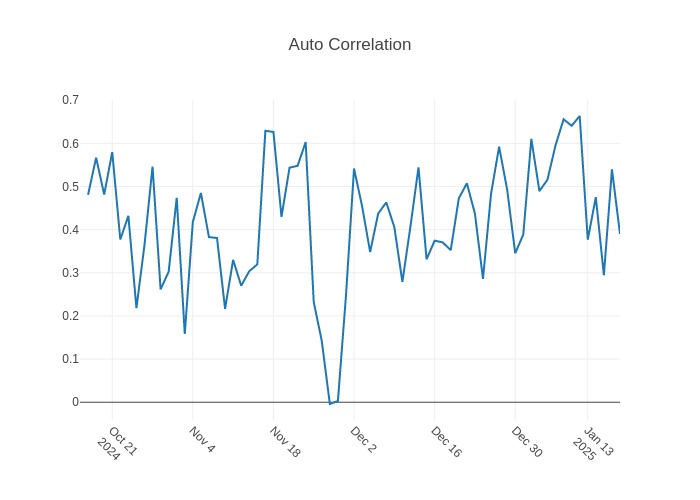 Auto Correlation
0.7
0.6
0.5
0.4
0.3
0.2
0.1
0
Oct 21
2024
Nov 4
Nov 18
Dec 2
Dec 16
Dec 30
Jan 13
2025